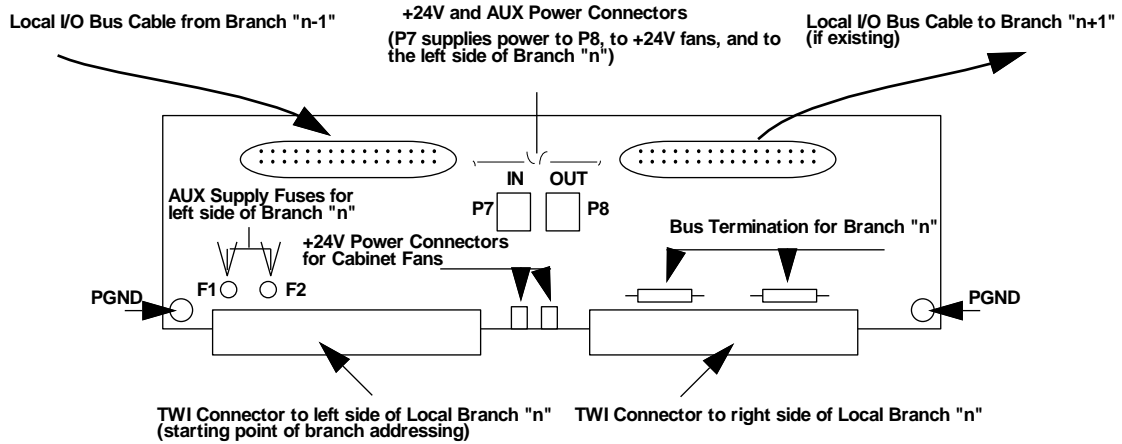 Local I/O Bus Cable from Branch "n-1"
+24V and AUX Power Connectors
(P7 supplies power to P8, to +24V fans, and to
the left side of Branch "n")
Local I/O Bus Cable to Branch "n+1"
(if existing)
IN OUT
P7 P8
AUX Supply Fuses for
left side of Branch "n"
+24V Power Connectors
for Cabinet Fans
Bus Termination for Branch "n"
F1 F2
PGND
PGND
TWI Connector to left side of Local Branch "n"
(starting point of branch addressing)
TWI Connector to right side of Local Branch "n"